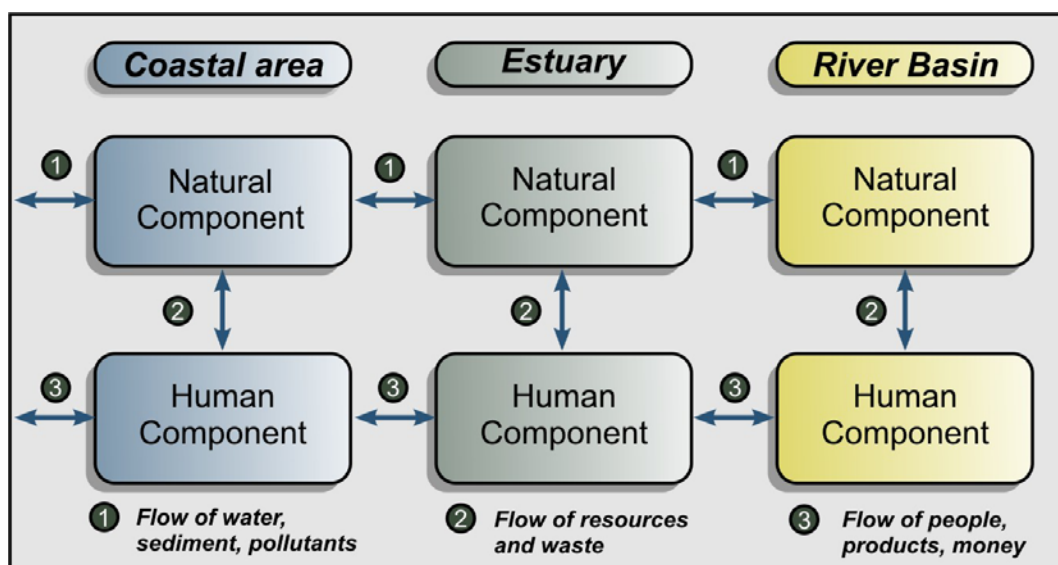 Coastal area
Estuary
River Basin
1
1
1
Natural
Component
Natural
Component
Natural
Component
2
2
2
3
3
3
Human
Component
Human
Component
Human
Component
1 Flow of water,
sediment, pollutants
2 Flow of resources
and waste
3 Flow of people,
products, money